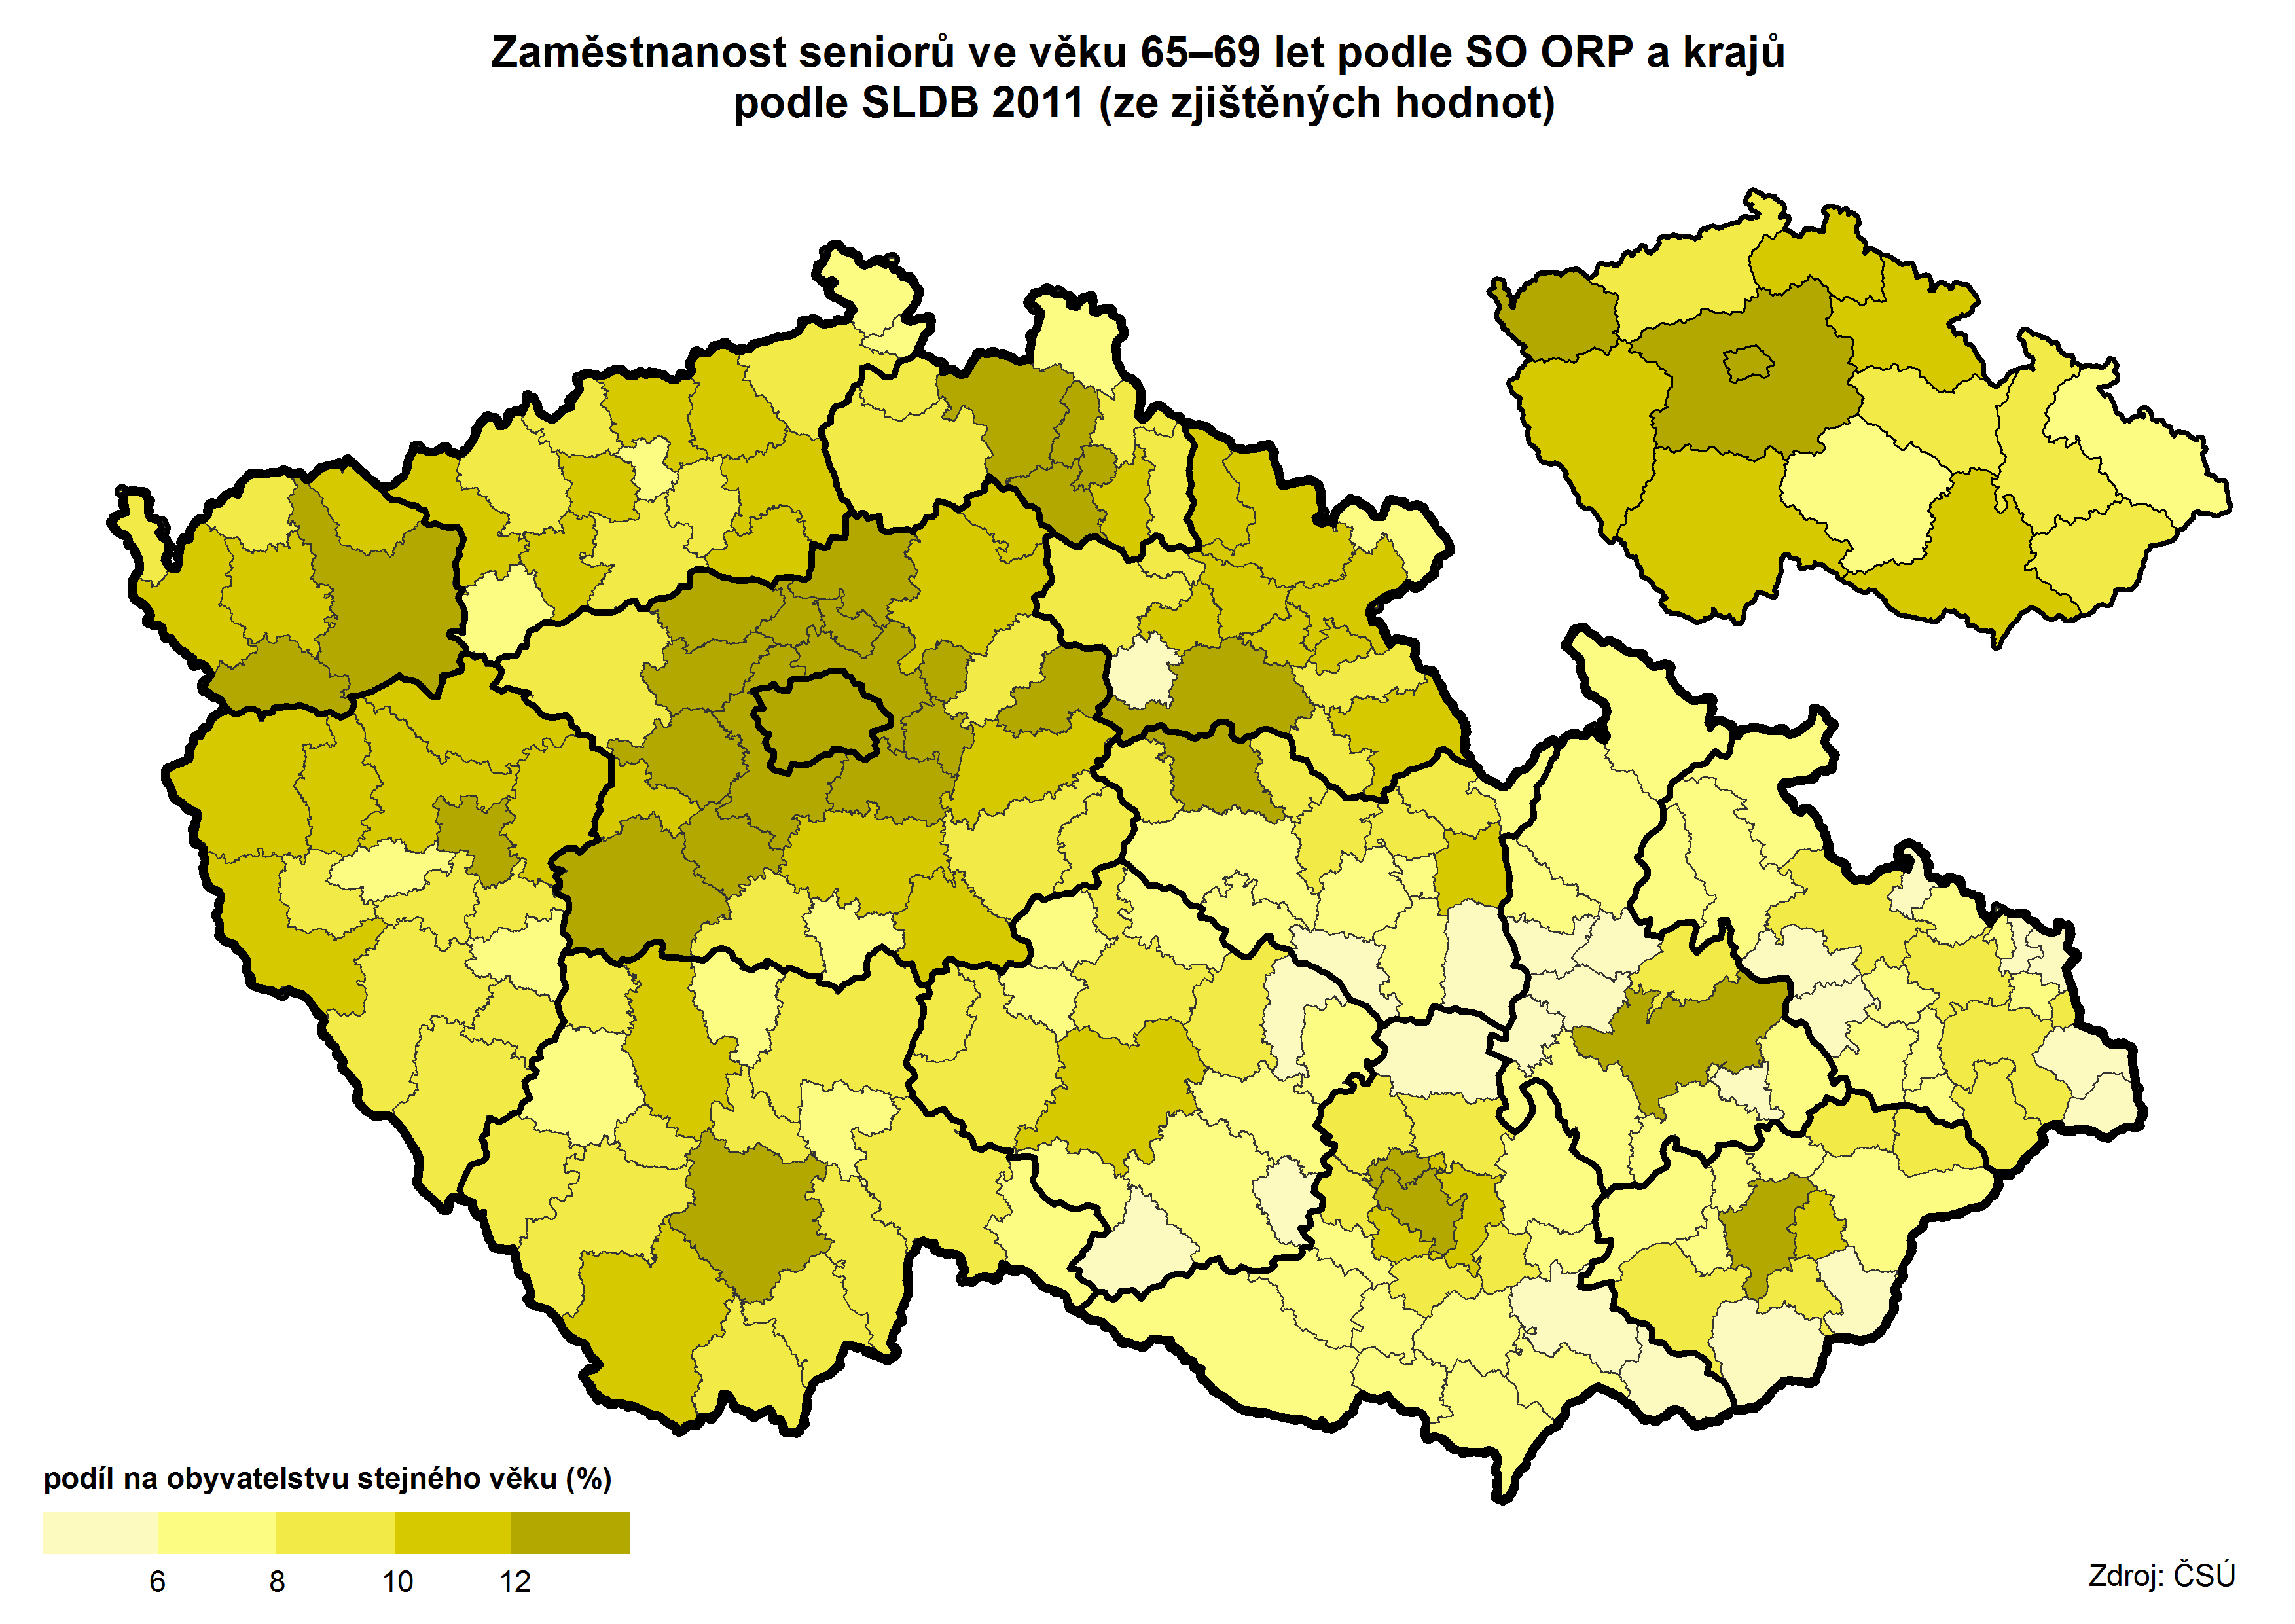 Zaměstnanost seniorů ve věku 65–69 let podle SO ORP a krajů
podle SLDB 2011 (ze zjištěných hodnot)
podíl na obyvatelstvu stejného věku (%)
6 8 10 12
Zdroj: ČSÚ